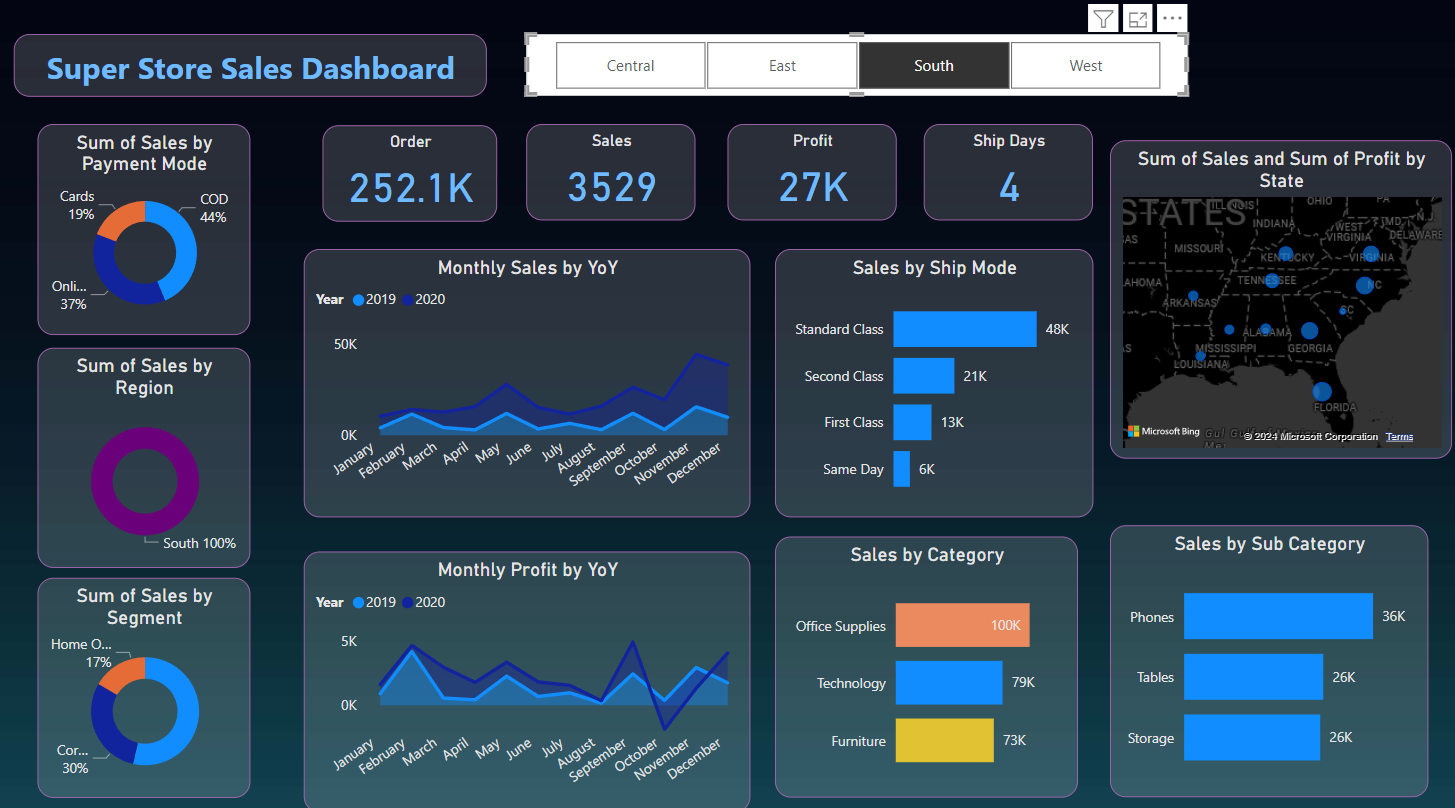 Super Store Sales Dashboard
Central
East
South
West
Sum of Sales by
Payment Mode
Cards
19%
COD
44%
Onli...
37%
Order
252.1K
Sales
3529
Profit
27K
Ship Days
4
Sum of Sales and Sum of Profit by
State
STATES
ILLINOIS
OHIO
PA
N.J.
INDIANA
MD
WEST
VIRGINIA
DELAWARE
AS
MISSOURI
KENTUCKY
VIRGINIA
AHOMA
TENNESSEE
NC
ARKANSAS
SC
ALABAMA
MISSISSIPPI
GEORGIA
AS
LOUISIANA
FLORIDA
Microsoft Bing
© 2024 Microsoft Corporation
Terms
Monthly Sales by YoY
Year 2019 2020
50K
0K
January
February
March
April
May
June
July
August
September
October
November
December
Sales by Ship Mode
Standard Class 48K
Second Class 21K
First Class 13K
Same Day 6K
Sum of Sales by
Region
South 100%
Sum of Sales by
Segment
Home O...
17%
Cor...
30%
Monthly Profit by YoY
Year 2019 2020
5K
0K
January
February
March
April
May
June
July
August
September
October
November
December
Sales by Category
Office Supplies 100K
Technology 79K
Furniture 73K
Sales by Sub Category
Phones 36K
Tables 26K
Storage 26K